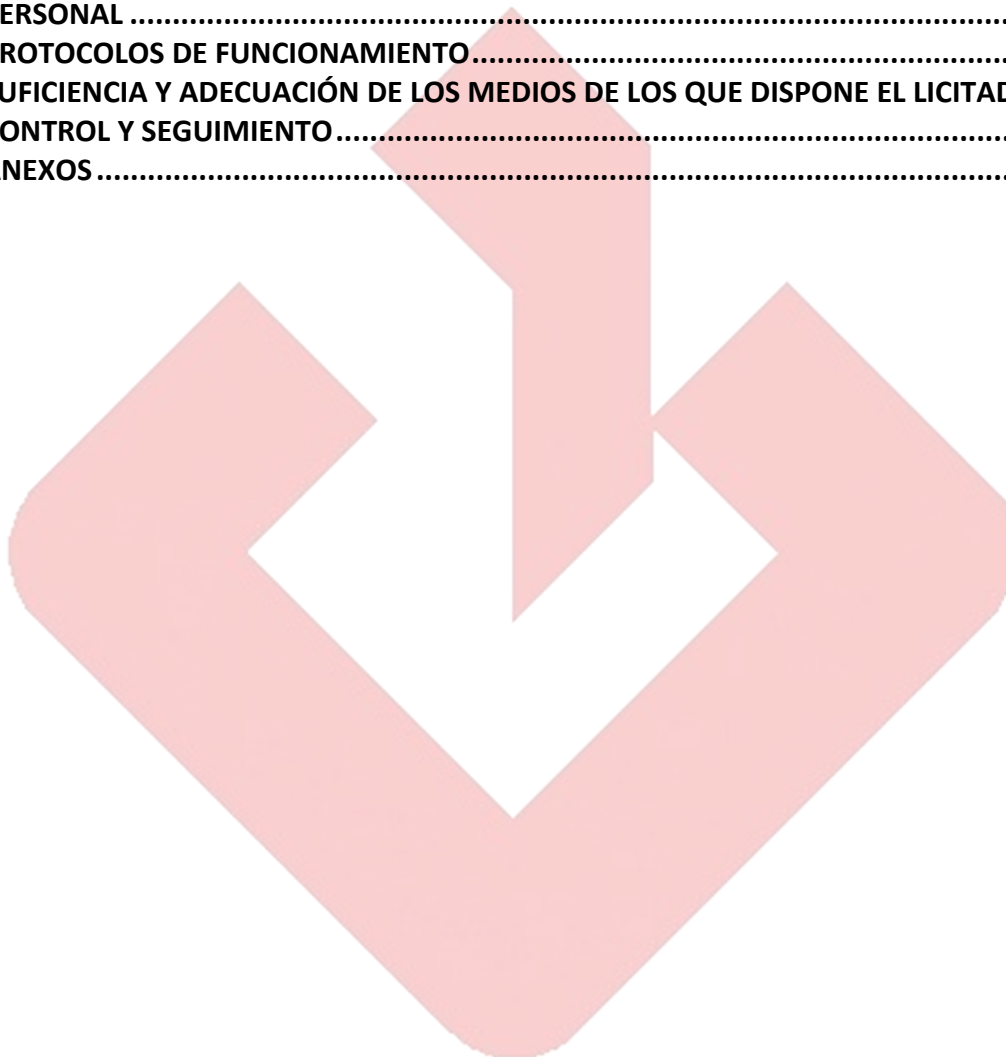 ERSONAL ...............................................................................................................
ROTOCOLOS DE FUNCIONAMIENTO...............................................................
UFICIENCIA Y ADECUACIÓN DE LOS MEDIOS DE LOS QUE DISPONE EL LICITAD
ONTROL Y SEGUIMIENTO...............................................................................
NEXOS...................................................................................................................